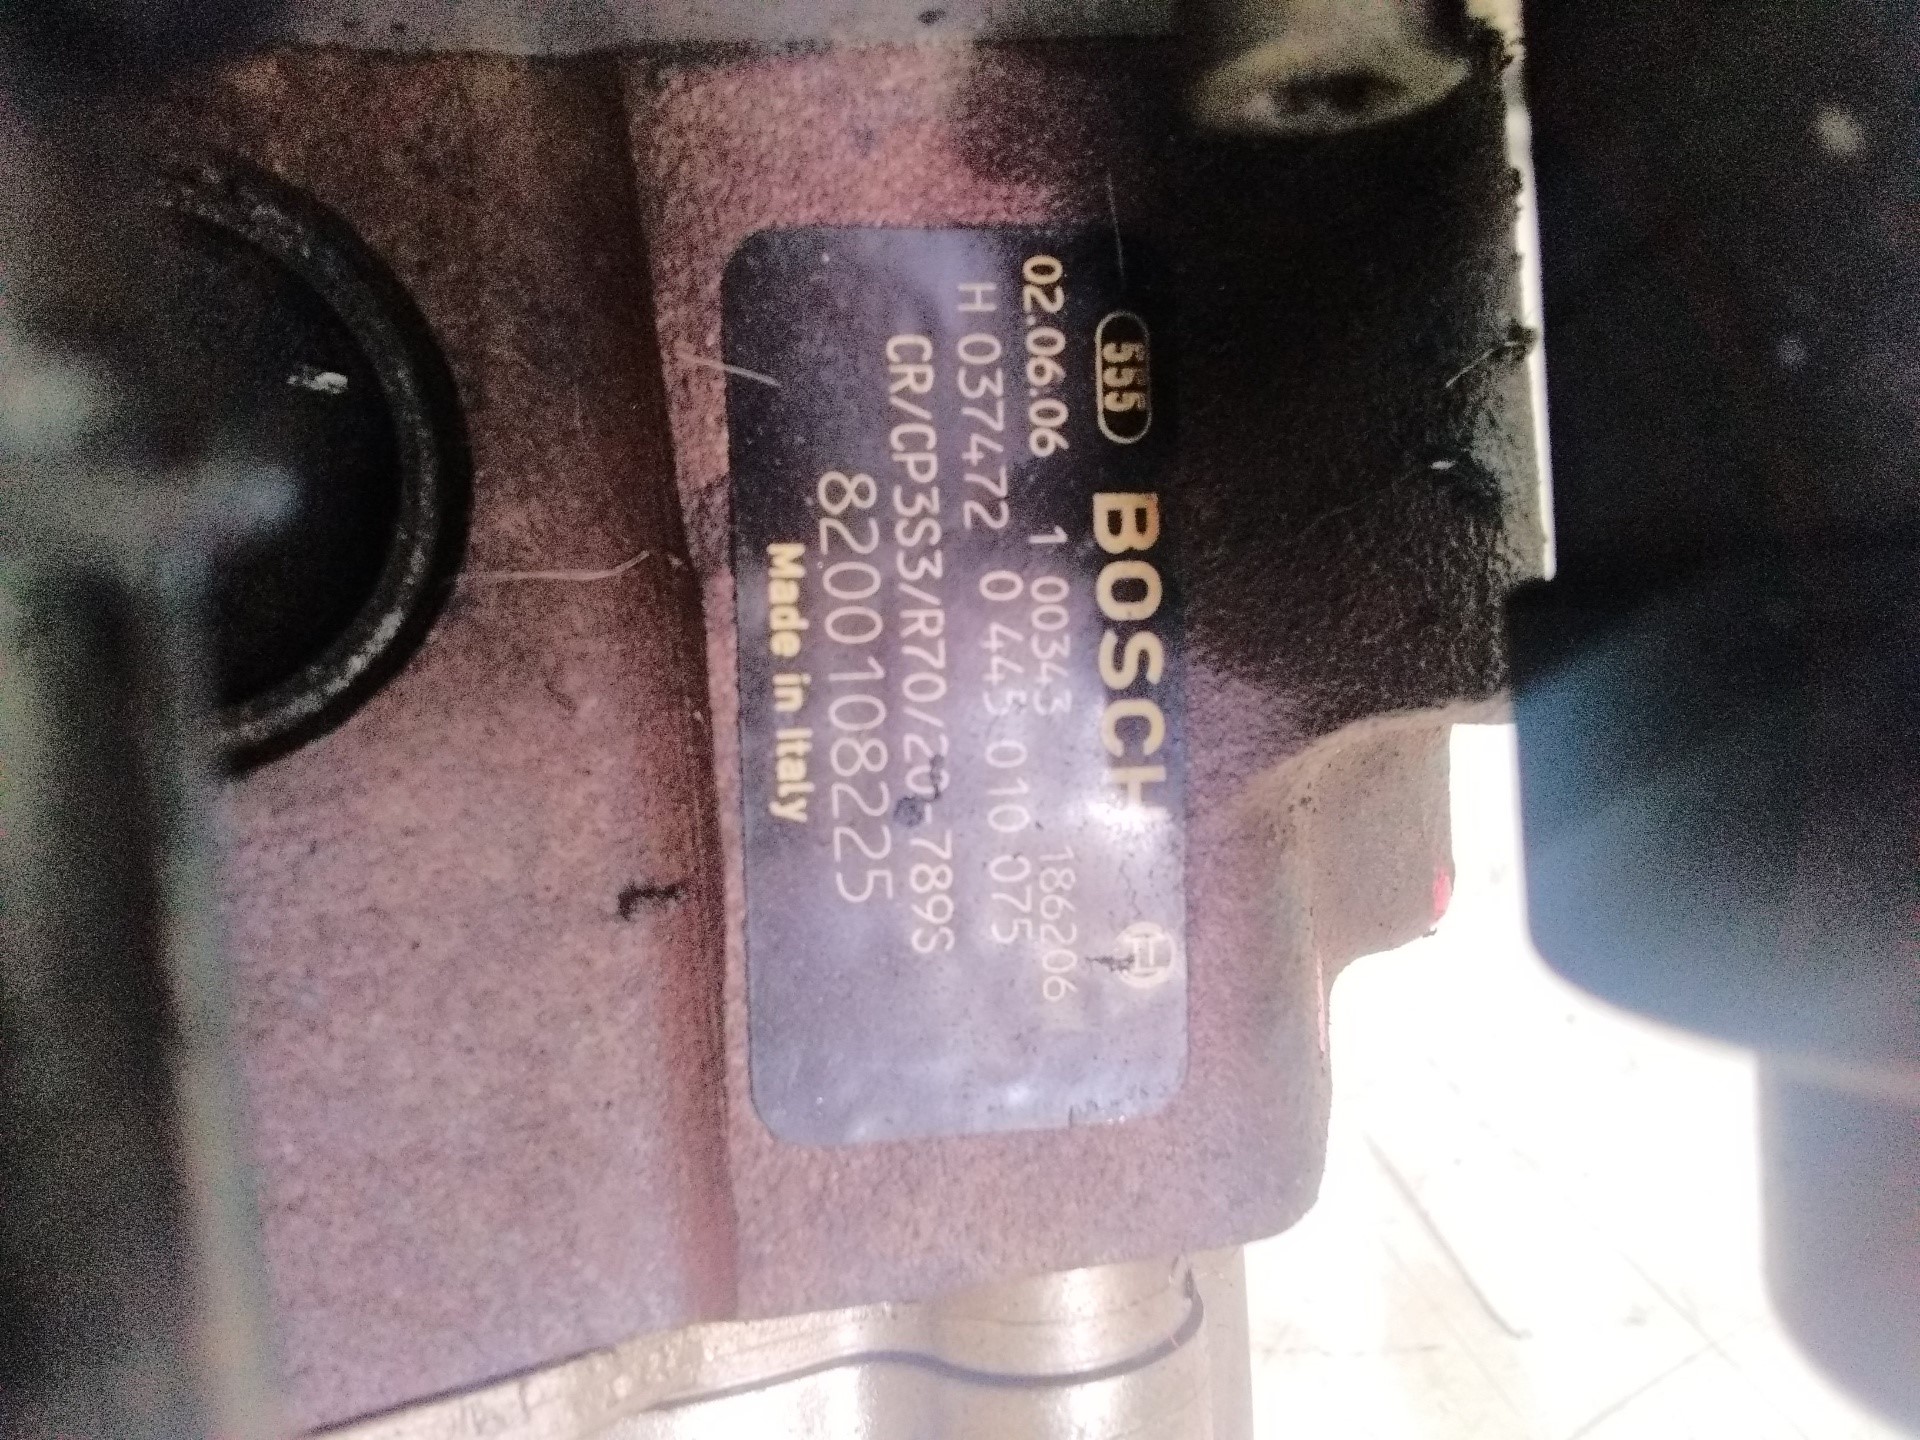 555 BOSCH
02.06.06 1 00343 1862206
H 037472 0 445 010 075
CR/CP3S3/R70/20-789S
8200108225
Made in Italy